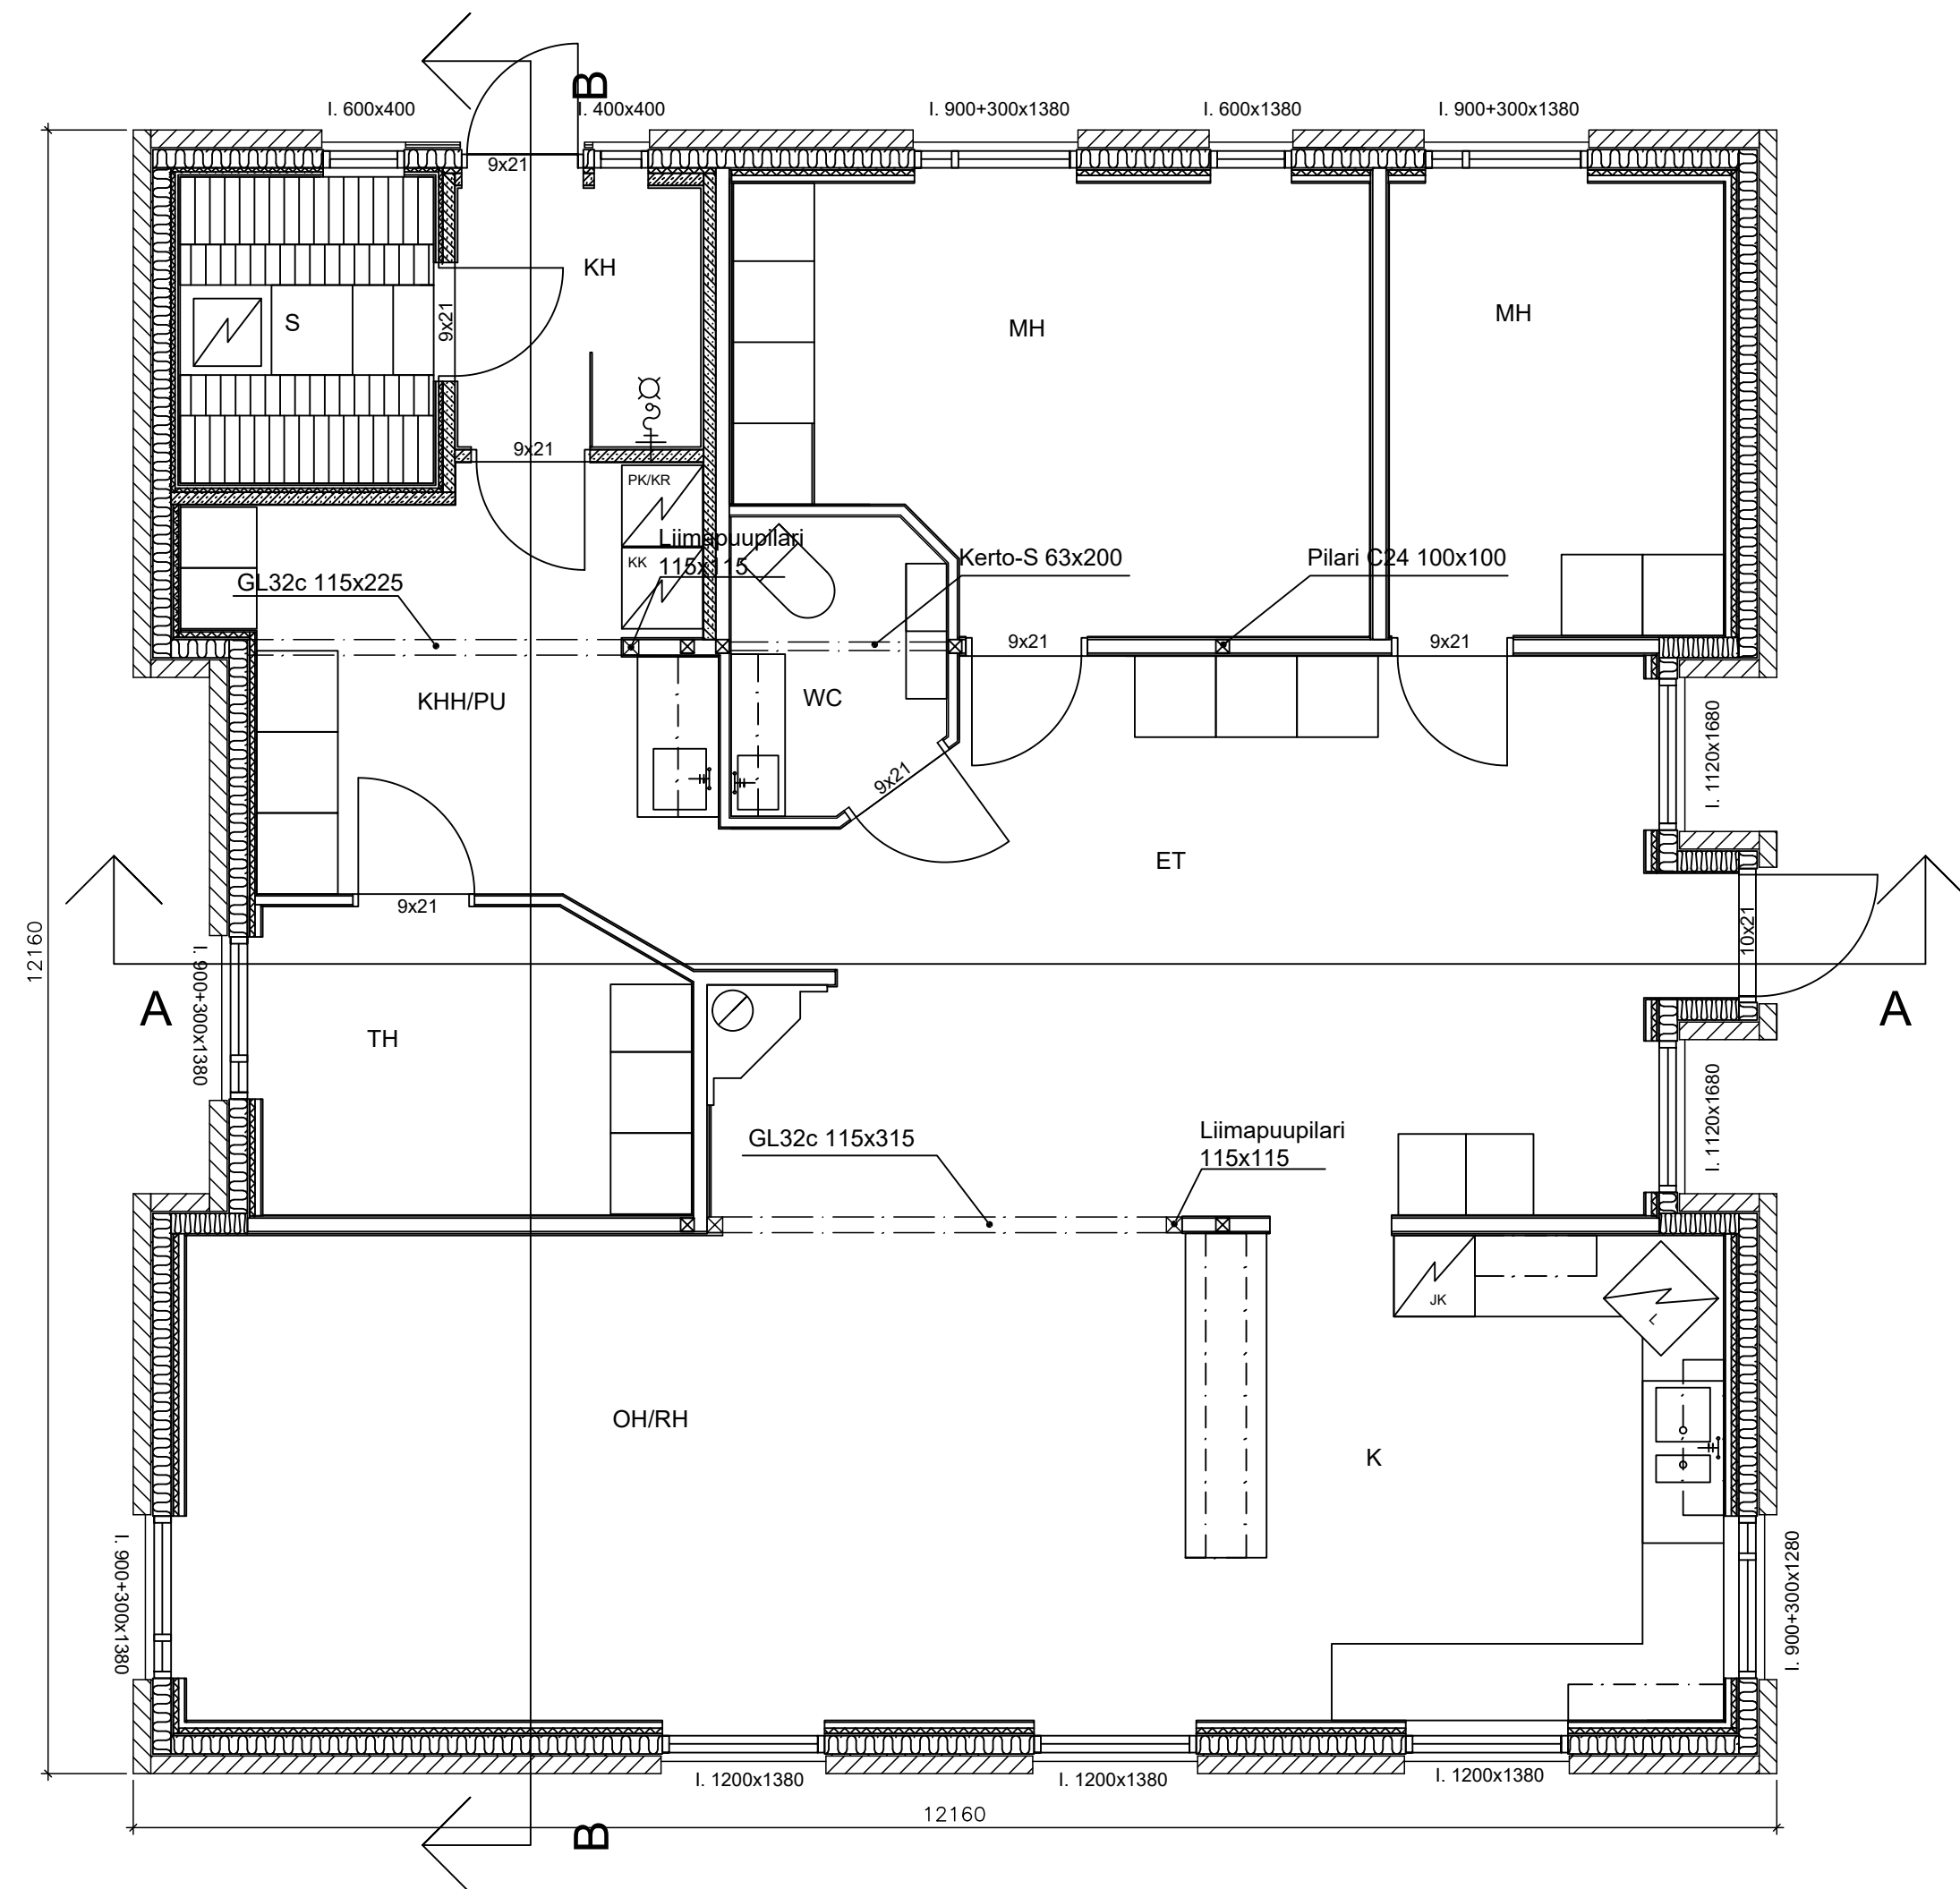 B
I. 600x400
I. 400x400
I. 900+300x1380
I. 600x1380
I. 900+300x1380
9x21
KH
S
9x21
MH
MH
9x21
PK/KR
Liimapuupilari
115x115
KK
Kerto-S 63x200
Pilari C24 100x100
GL32c 115x225
9x21
9x21
KHH/PU
WC
I. 1120x1680
9x21
ET
9x21
10x21
12160
I. 900+300x1380
A
A
TH
I. 1120x1680
GL32c 115x315
Liimapuupilari
115x115
JK
L
OH/RH
K
I. 900+300x1380
I. 900+300x1280
I. 1200x1380
I. 1200x1380
I. 1200x1380
12160
B